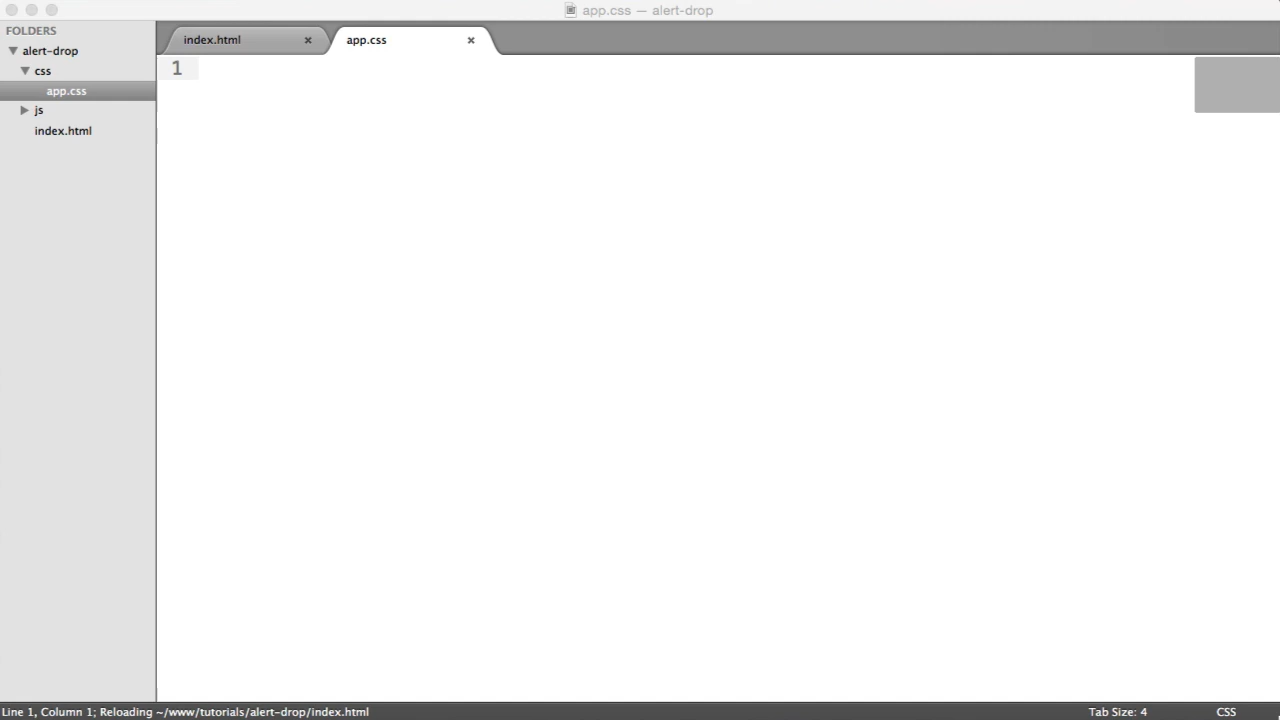 app.css — alert-drop
FOLDERS
alert-drop
css
app.css
js
index.html
index.html
app.css
1
Line 1, Column 1; Reloading ~/www/tutorials/alert-drop/index.html
Tab Size: 4
CSS